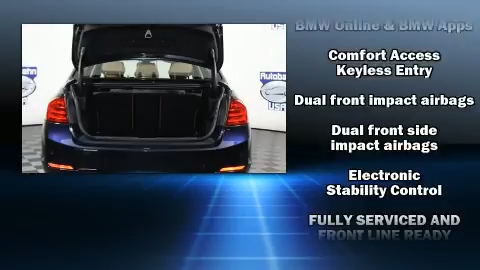 BMW Online & BMW Apps
Comfort Access
Keyless Entry
Dual front impact airbags
Dual front side
impact airbags
Electronic
Stability Control
FULLY SERVICED AND
FRONT LINE READY
USA